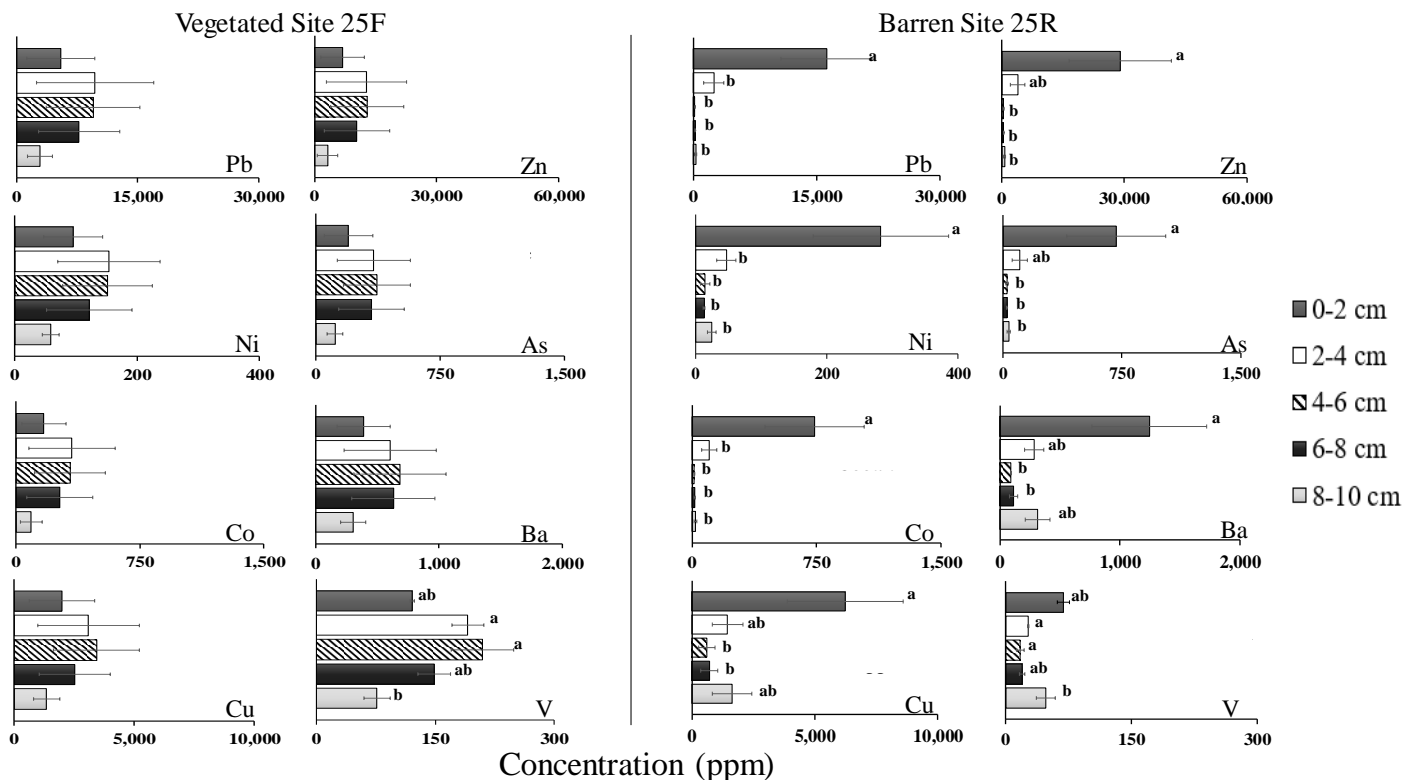 Vegetated Site 25F
Barren Site 25R
Pb
0 15,000 30,000
Zn
0 30,000 60,000
a
b
b
b
b
Pb
0 15,000 30,000
a
ab
b
b
b
Zn
0 30,000 60,000
Ni
0 200 400
As
0 750 1,500
a
b
b
b
b
Ni
0 200 400
a
ab
b
b
b
As
0 750 1,500
Co
0 750 1,500
Ba
0 1,000 2,000
a
b
b
b
b
Co
0 750 1,500
a
ab
b
b
ab
Ba
0 1,000 2,000
Cu
0 5,000 10,000
ab
a
a
ab
b
V
0 150 300
a
ab
b
b
ab
Cu
0 5,000 10,000
ab
a
a
ab
b
V
0 150 300
0-2 cm
2-4 cm
4-6 cm
6-8 cm
8-10 cm
Concentration (ppm)